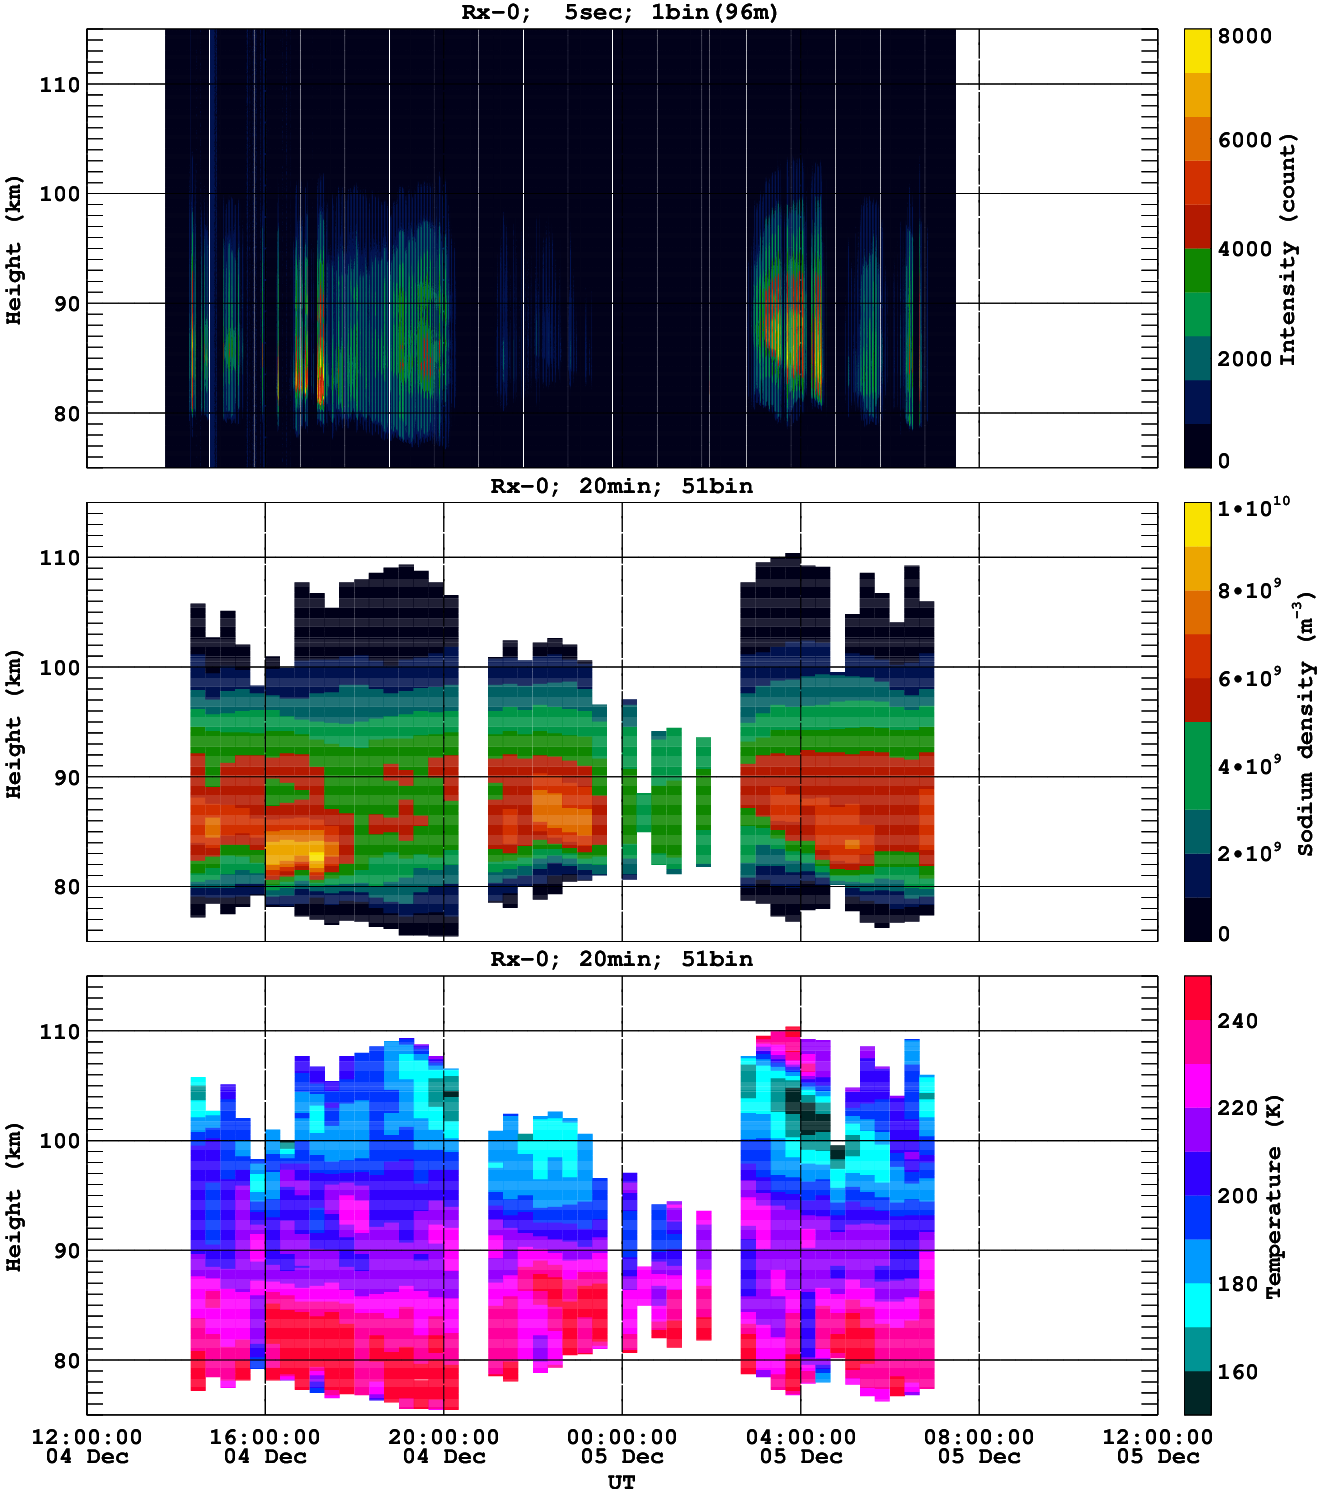 Rx-0;  5sec; 1bin(96m)
110
100
90
80
Height (km)
8000
6000
4000
2000
0
Intensity (count)
Rx-0; 20min; 51bin
110
100
90
80
Height (km)
1•10¹⁰
8•10⁹
6•10⁹
4•10⁹
2•10⁹
0
Sodium density (m⁻³)
Rx-0; 20min; 51bin
110
100
90
80
Height (km)
240
220
200
180
160
Temperature (K)
12:00:00 16:00:00 20:00:00 00:00:00 04:00:00 08:00:00 12:00:00
04 Dec 04 Dec 04 Dec 05 Dec 05 Dec 05 Dec 05 Dec
UT